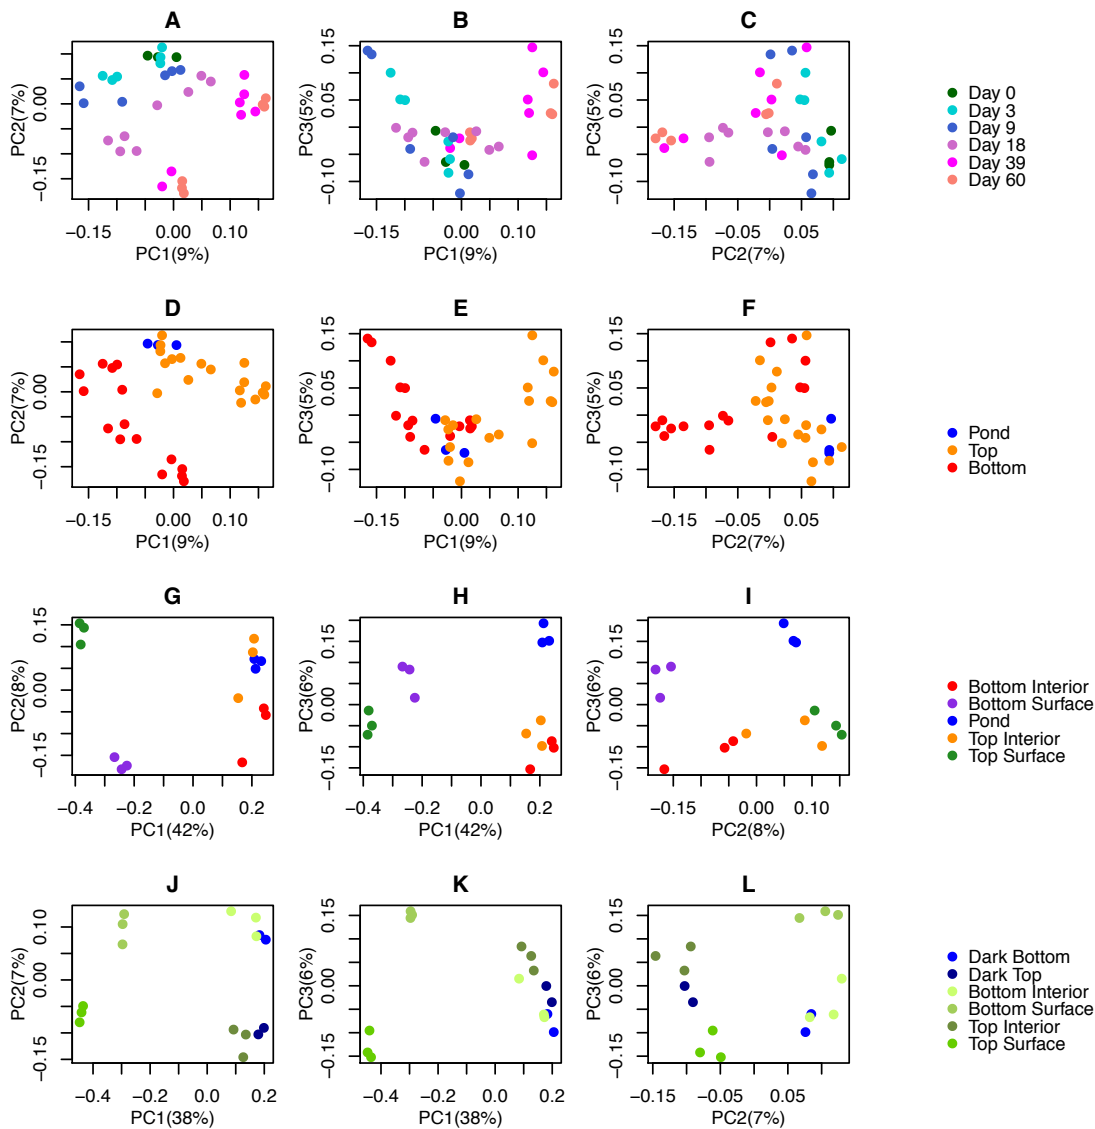 A
B
C
PC2(7%)
0.00
−0.15
−0.15
0.00
0.10
PC1(9%)
PC3(5%)
0.15
0.05
−0.10
−0.15
0.00
0.10
PC1(9%)
PC3(5%)
0.15
0.05
−0.10
−0.15
−0.05
0.05
PC2(7%)
Day 0
Day 3
Day 9
Day 18
Day 39
Day 60
D
E
F
PC2(7%)
0.00
−0.15
−0.15
0.00
0.10
PC1(9%)
PC3(5%)
0.15
0.05
−0.10
−0.15
0.00
0.10
PC1(9%)
PC3(5%)
0.15
0.05
−0.10
−0.15
−0.05
0.05
PC2(7%)
Pond
Top
Bottom
G
H
I
PC2(8%)
0.15
0.00
−0.15
−0.4
−0.2
0.0
0.2
PC1(42%)
PC3(6%)
0.15
0.00
−0.15
−0.4
−0.2
0.0
0.2
PC1(42%)
PC3(6%)
0.15
0.00
−0.15
−0.15
0.00
0.15
PC2(8%)
Bottom Interior
Bottom Surface
Pond
Top Interior
Top Surface
J
K
L
PC2(7%)
0.10
0.00
−0.15
−0.4
−0.2
0.0
0.2
PC1(38%)
PC3(6%)
0.15
0.00
−0.15
−0.4
−0.2
0.0
0.2
PC1(38%)
PC3(6%)
0.15
0.00
−0.15
−0.15
−0.05
0.05
PC2(7%)
Dark Bottom
Dark Top
Bottom Interior
Bottom Surface
Top Interior
Top Surface